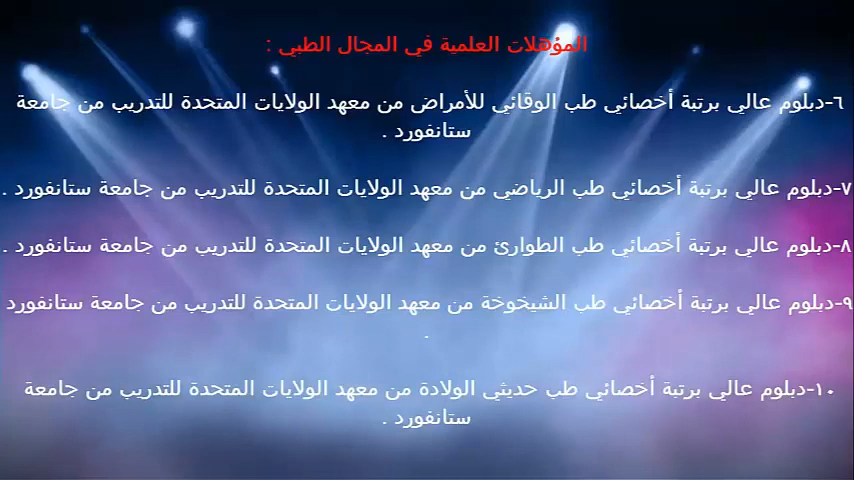 المؤهلات العلمية في المجال الطبي :
٦-دبلوم عالي برتبة أخصائي طب الوقائي للأمراض من معهد الولايات المتحدة للتدريب من جامعة
ستانفورد .
٧-دبلوم عالي برتبة أخصائي طب الرياضي من معهد الولايات المتحدة للتدريب من جامعة ستانفورد .
٨-دبلوم عالي برتبة أخصائي طب الطوارئ من معهد الولايات المتحدة للتدريب من جامعة ستانفورد .
٩-دبلوم عالي برتبة أخصائي طب الشيخوخة من معهد الولايات المتحدة للتدريب من جامعة ستانفورد
.
١٠-دبلوم عالي برتبة أخصائي طب حديثي الولادة من معهد الولايات المتحدة للتدريب من جامعة
ستانفورد .